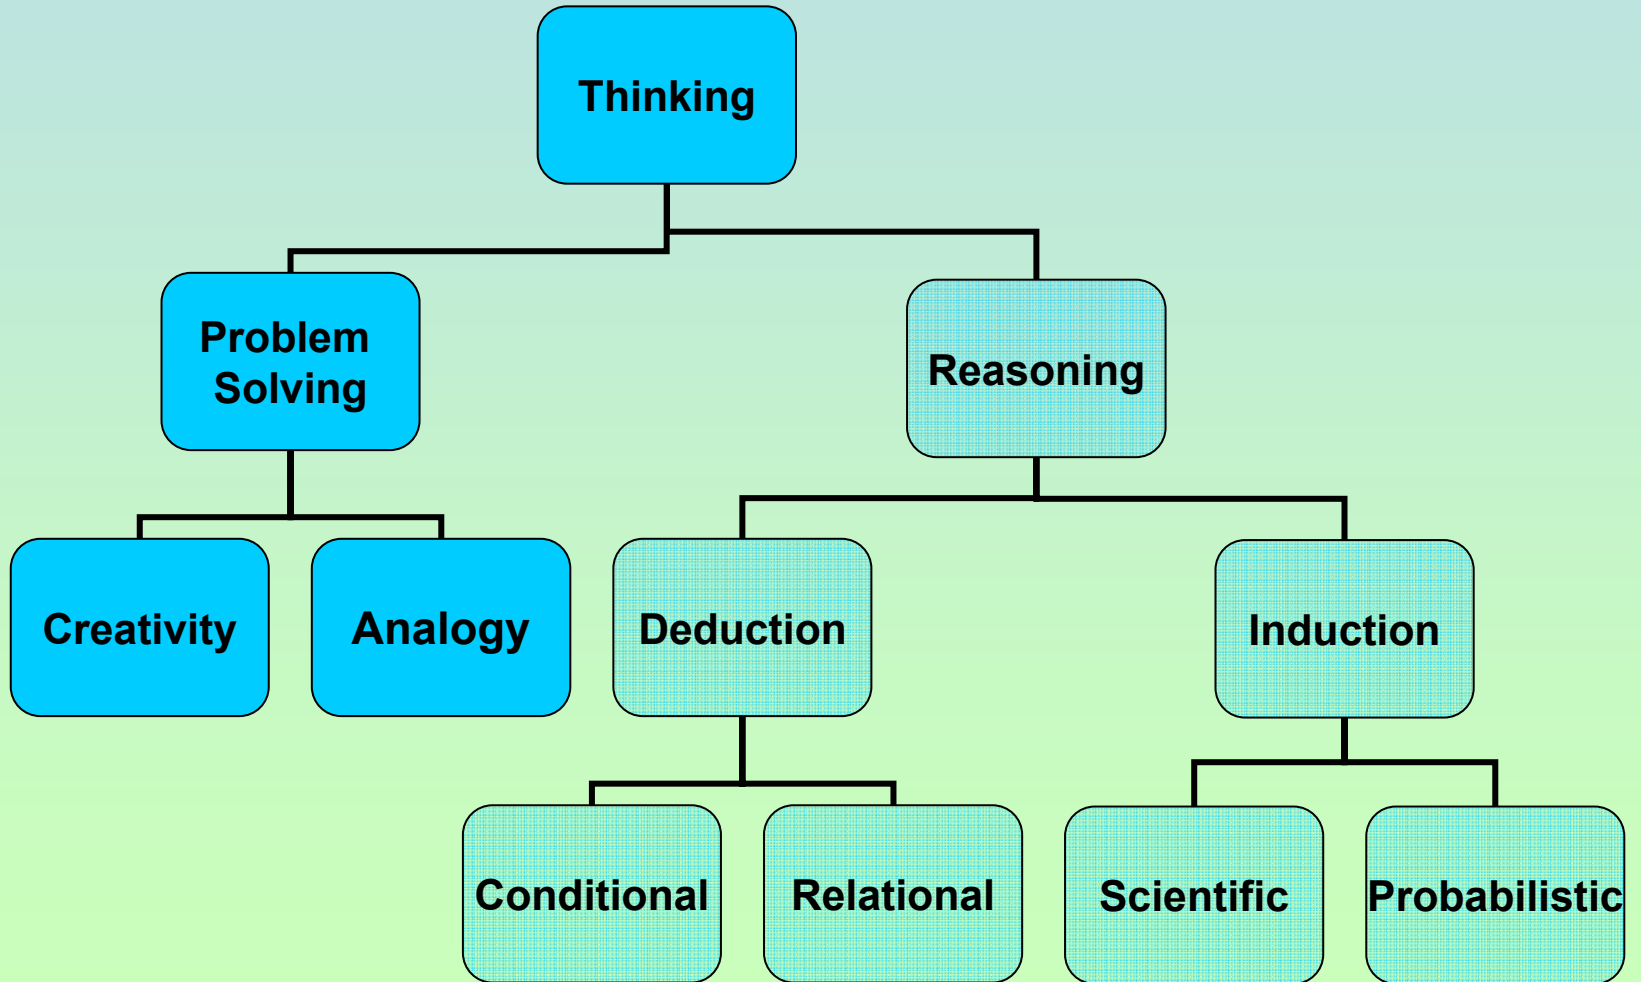 Thinking
Problem
Solving
Reasoning
Creativity
Analogy
Deduction
Induction
Conditional
Relational
Scientific
Probabilistic